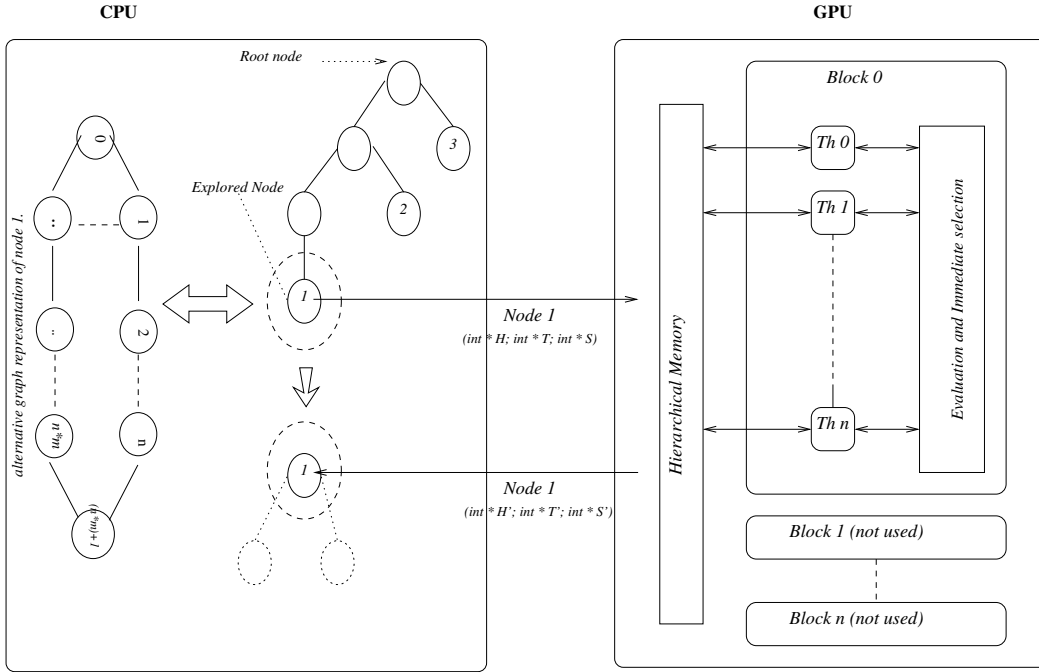 CPU
GPU
Root node
3
2
Explored Node
1
alternative graph representation of node 1.
0
:
1
:
2
n*m
n
1+(n*m)
Node 1
(int * H; int * T; int * S)
1
Node 1
(int * H'; int * T'; int * S')
Hierarchical Memory
Block 0
Th 0
Th 1
Th n
Evaluation and Immediate selection
Block 1 (not used)
Block n (not used)